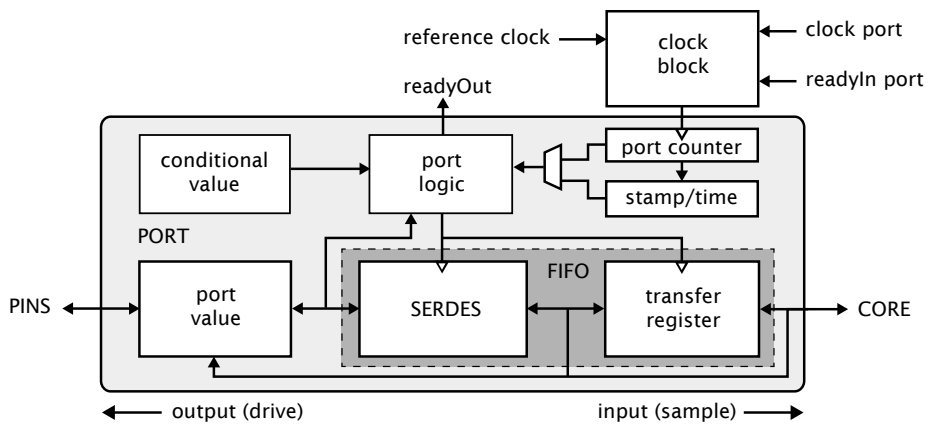 reference clock
clock
block
clock port
readyIn port
readyOut
conditional
value
port
logic
port counter
stamp/time
PORT
FIFO
PINS
port
value
SERDES
transfer
register
CORE
output (drive)
input (sample)